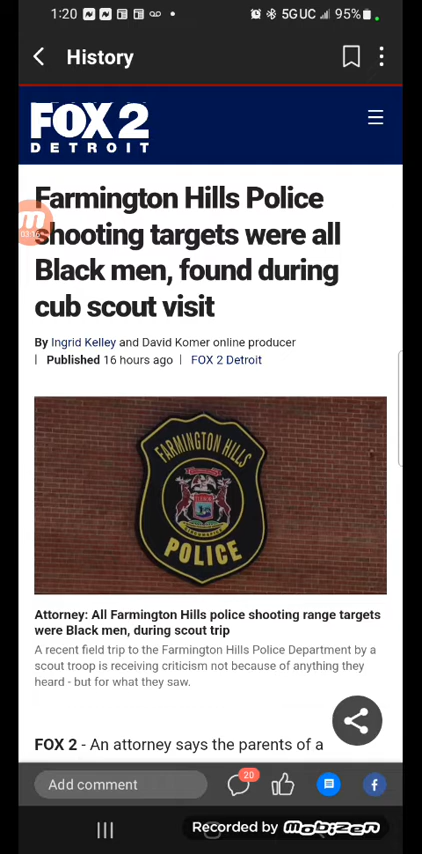 1:20
5GUC 95%
History
FOX 2
DETROIT
Farmington Hills Police
shooting targets were all
Black men, found during
cub scout visit
03:16
By Ingrid Kelley and David Komer online producer
| Published 16 hours ago | FOX 2 Detroit
FARMINGTON HILLS
POLICE
Attorney: All Farmington Hills police shooting range targets
were Black men, during scout trip
A recent field trip to the Farmington Hills Police Department by a
scout troop is receiving criticism not because of anything they
heard - but for what they saw.
FOX 2 - An attorney says the parents of a
Add comment
20
Recorded by Mobizen